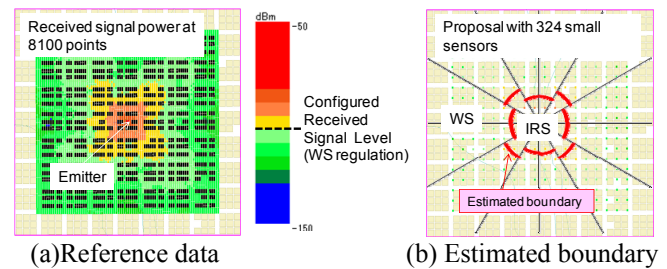 Received signal power at
8100 points
Emitter
dBm
-50
Configured
Received
Signal Level
(WS regulation)
-150
Proposal with 324 small
sensors
WS
IRS
Estimated boundary
(a)Reference data
(b) Estimated boundary